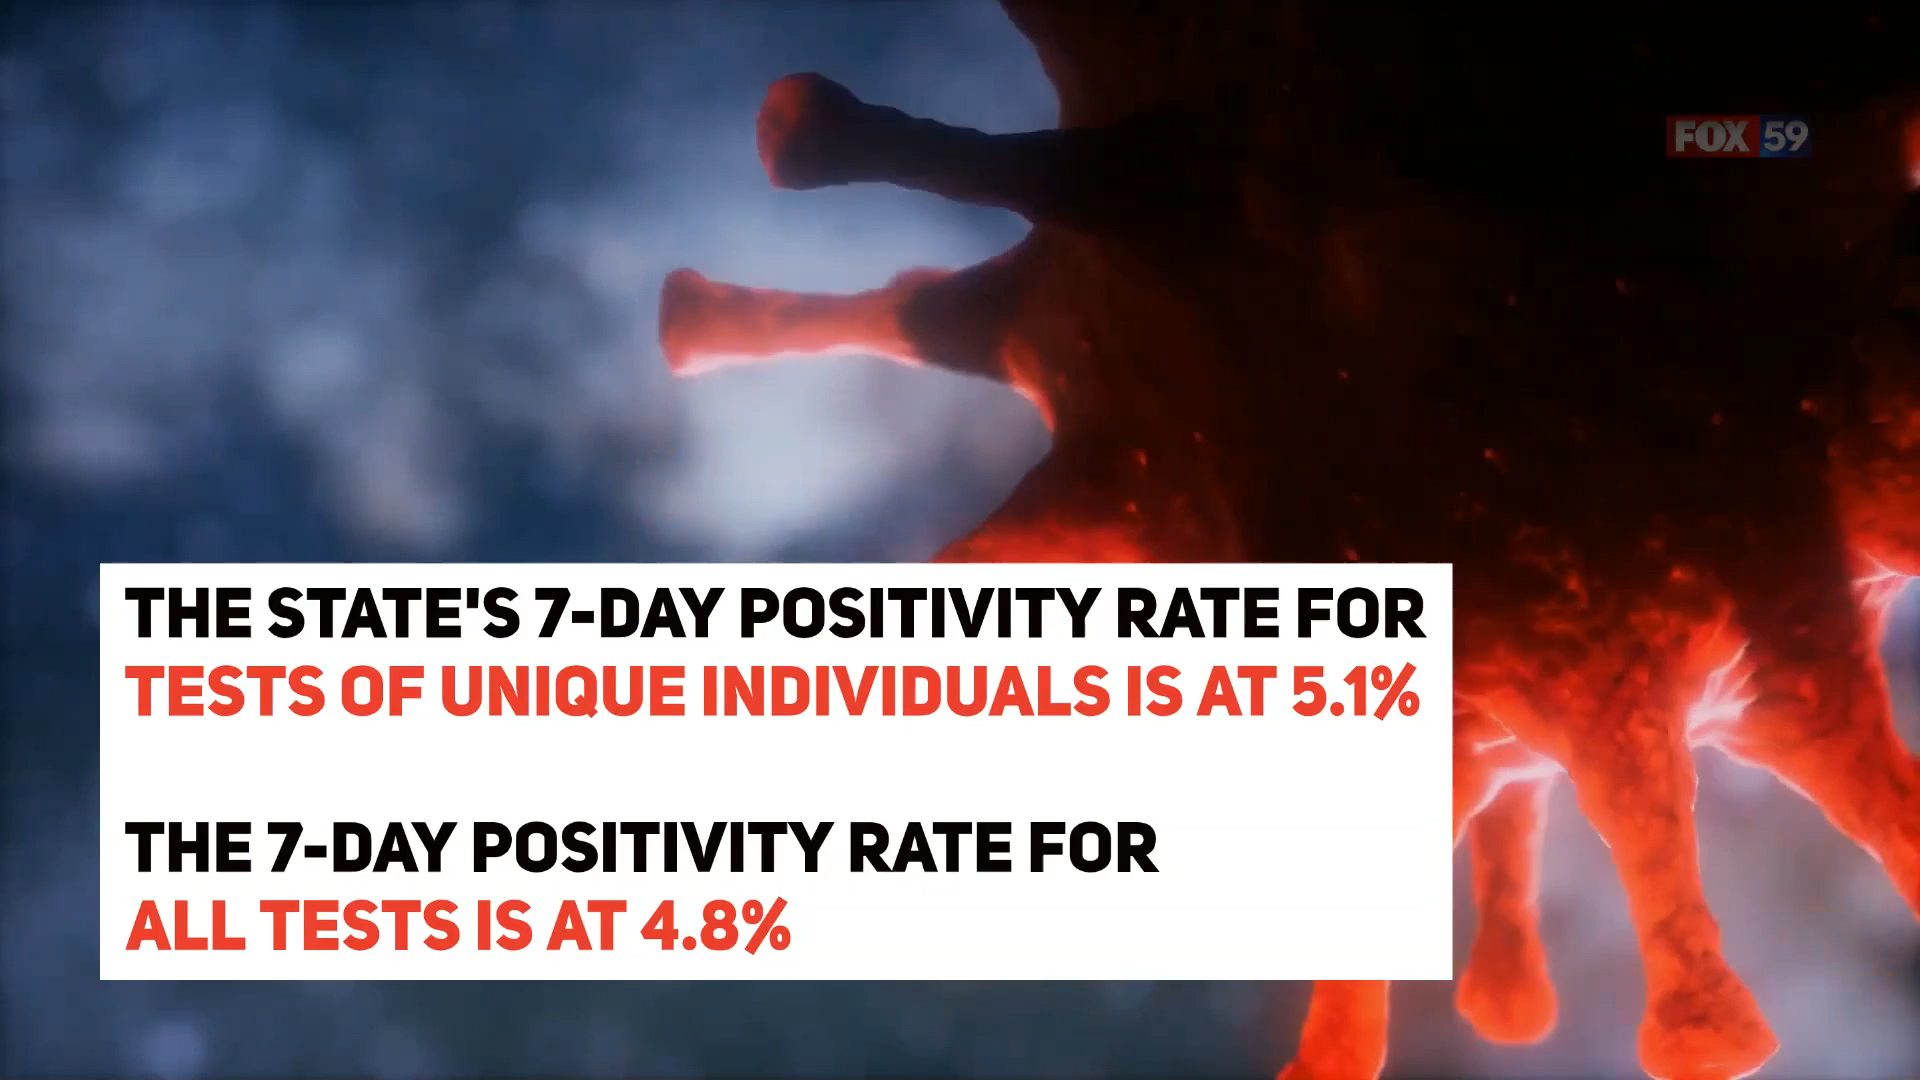 FOX 59
THE STATE'S 7-DAY POSITIVITY RATE FOR
TESTS OF UNIQUE INDIVIDUALS IS AT 5.1%
THE 7-DAY POSITIVITY RATE FOR
ALL TESTS IS AT 4.8%